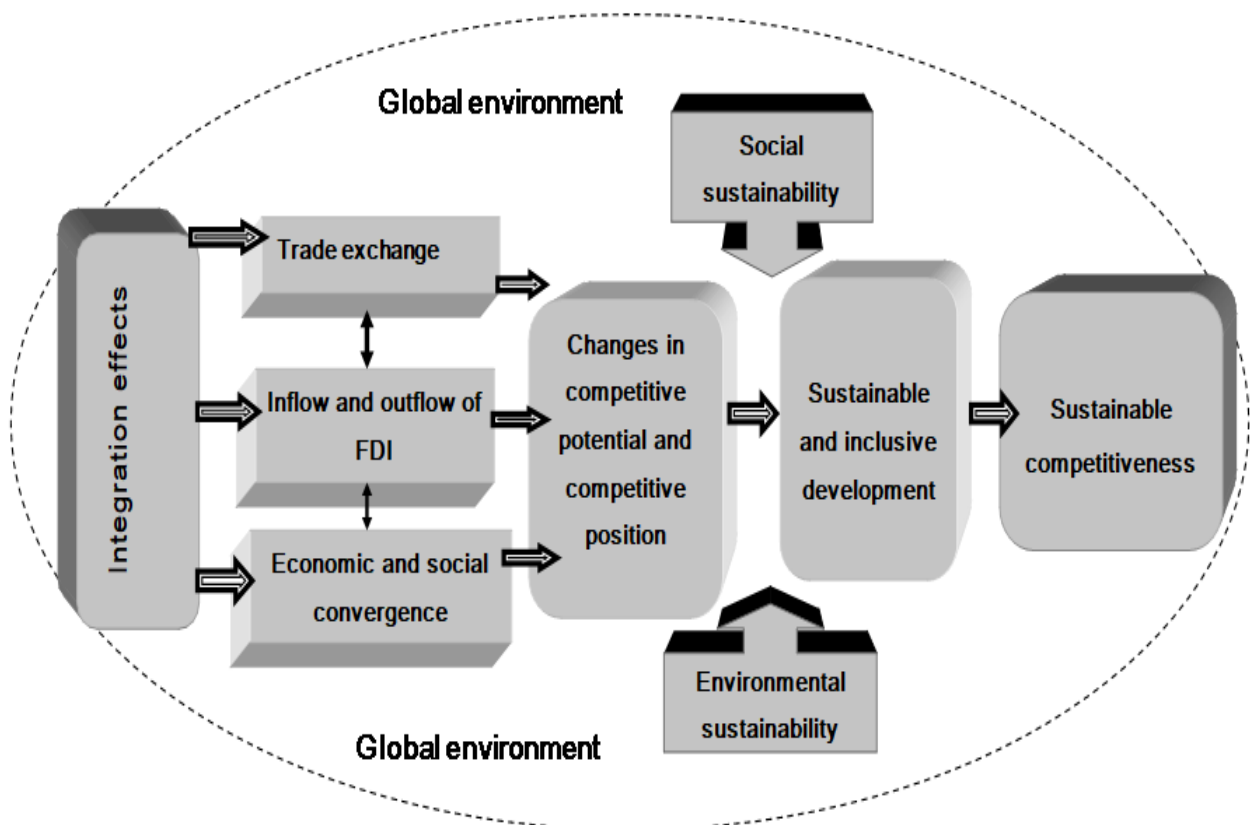 Global environment
Social
sustainability
Integration effects
Trade exchange
Inflow and outflow of
FDI
Economic and social
convergence
Changes in
competitive
potential and
competitive
position
Sustainable
and inclusive
development
Sustainable
competitiveness
Environmental
sustainability
Global environment